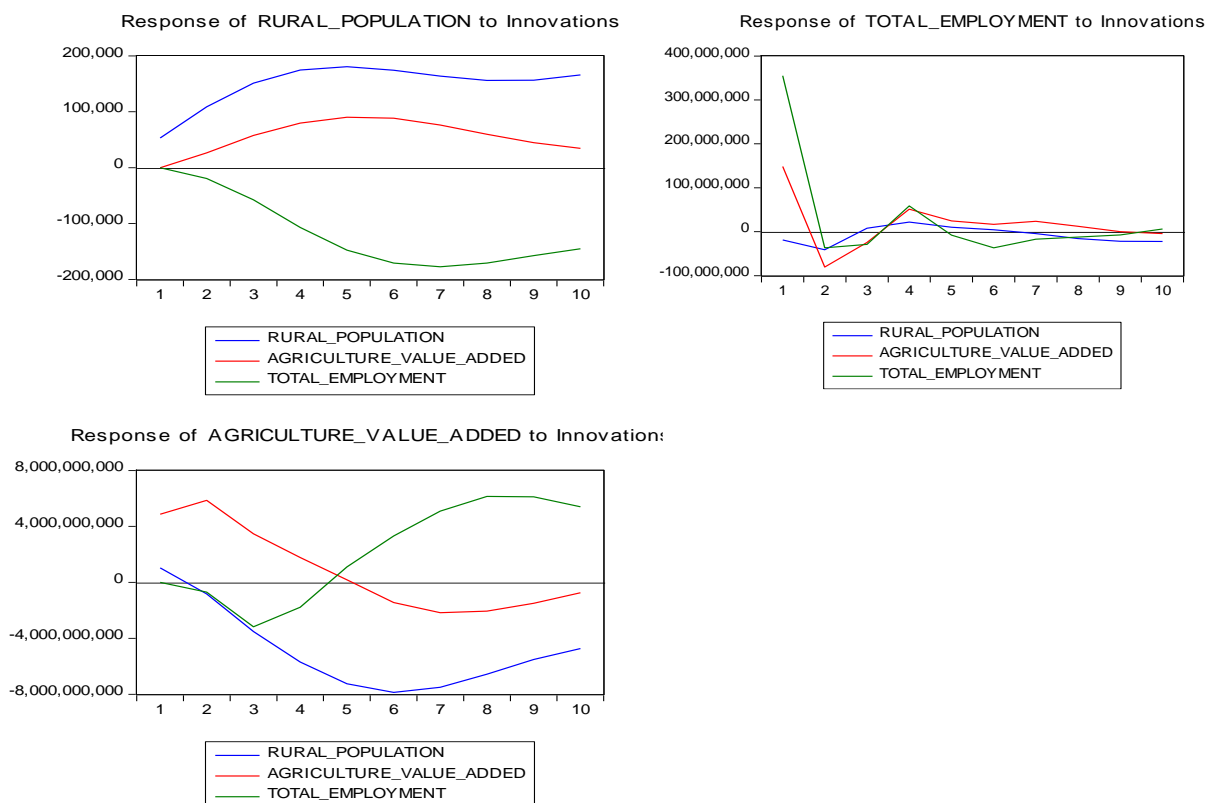 Response of RURAL_POPULATION to Innovations
200,000
100,000
0
-100,000
-200,000
1 2 3 4 5 6 7 8 9 10
RURAL_POPULATION
AGRICULTURE_VALUE_ADDED
TOTAL_EMPLOYMENT
Response of TOTAL_EMPLOYMENT to Innovations
400,000,000
300,000,000
200,000,000
100,000,000
0
-100,000,000
1 2 3 4 5 6 7 8 9 10
RURAL_POPULATION
AGRICULTURE_VALUE_ADDED
TOTAL_EMPLOYMENT
Response of AGRICULTURE_VALUE_ADDED to Innovations
8,000,000,000
4,000,000,000
0
-4,000,000,000
-8,000,000,000
1 2 3 4 5 6 7 8 9 10
RURAL_POPULATION
AGRICULTURE_VALUE_ADDED
TOTAL_EMPLOYMENT